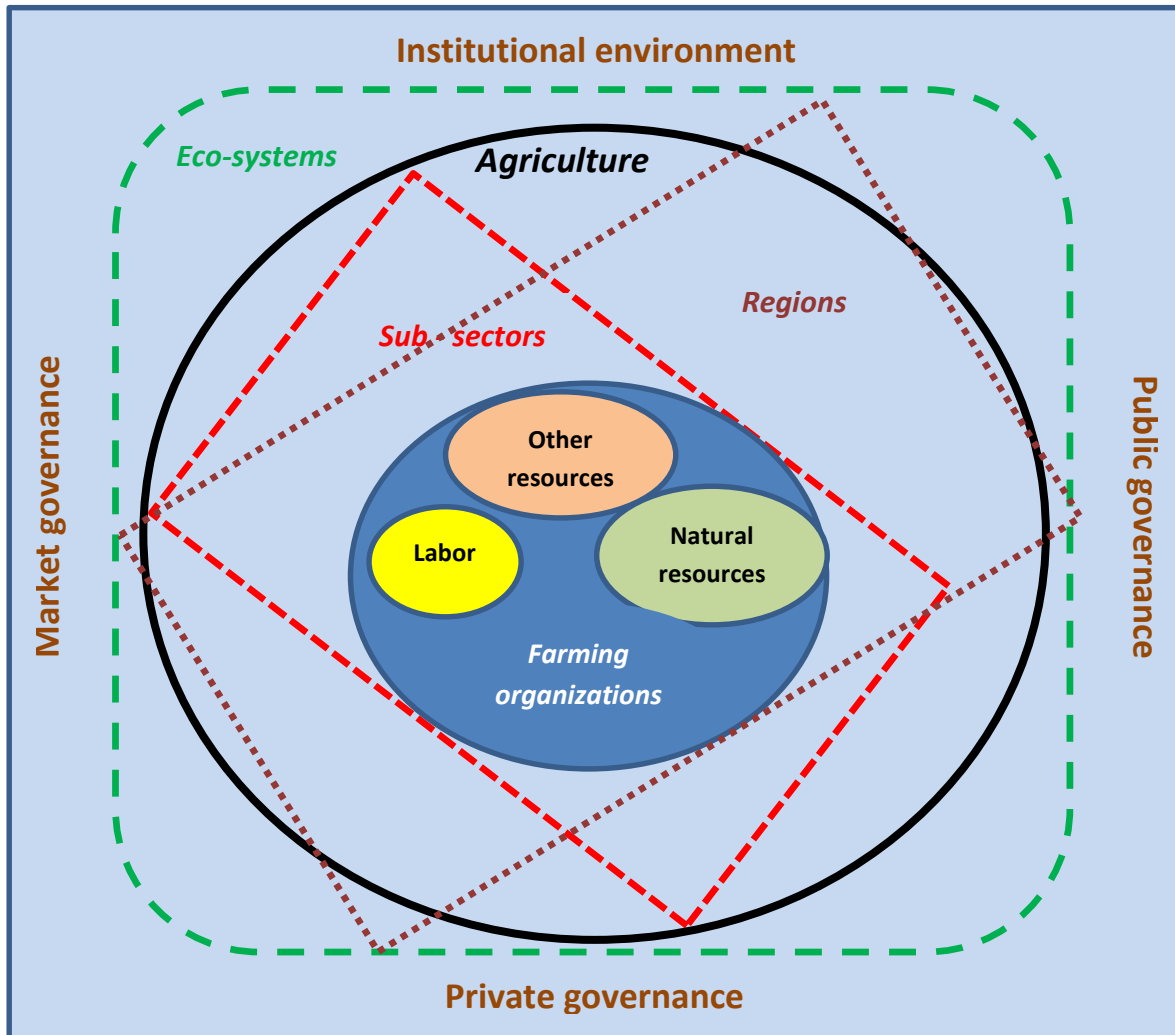 Institutional environment
Eco-systems
Agriculture
Regions
Sub - sectors
Market governance
Public governance
Other
resources
Labor
Natural
resources
Farming
organizations
Private governance